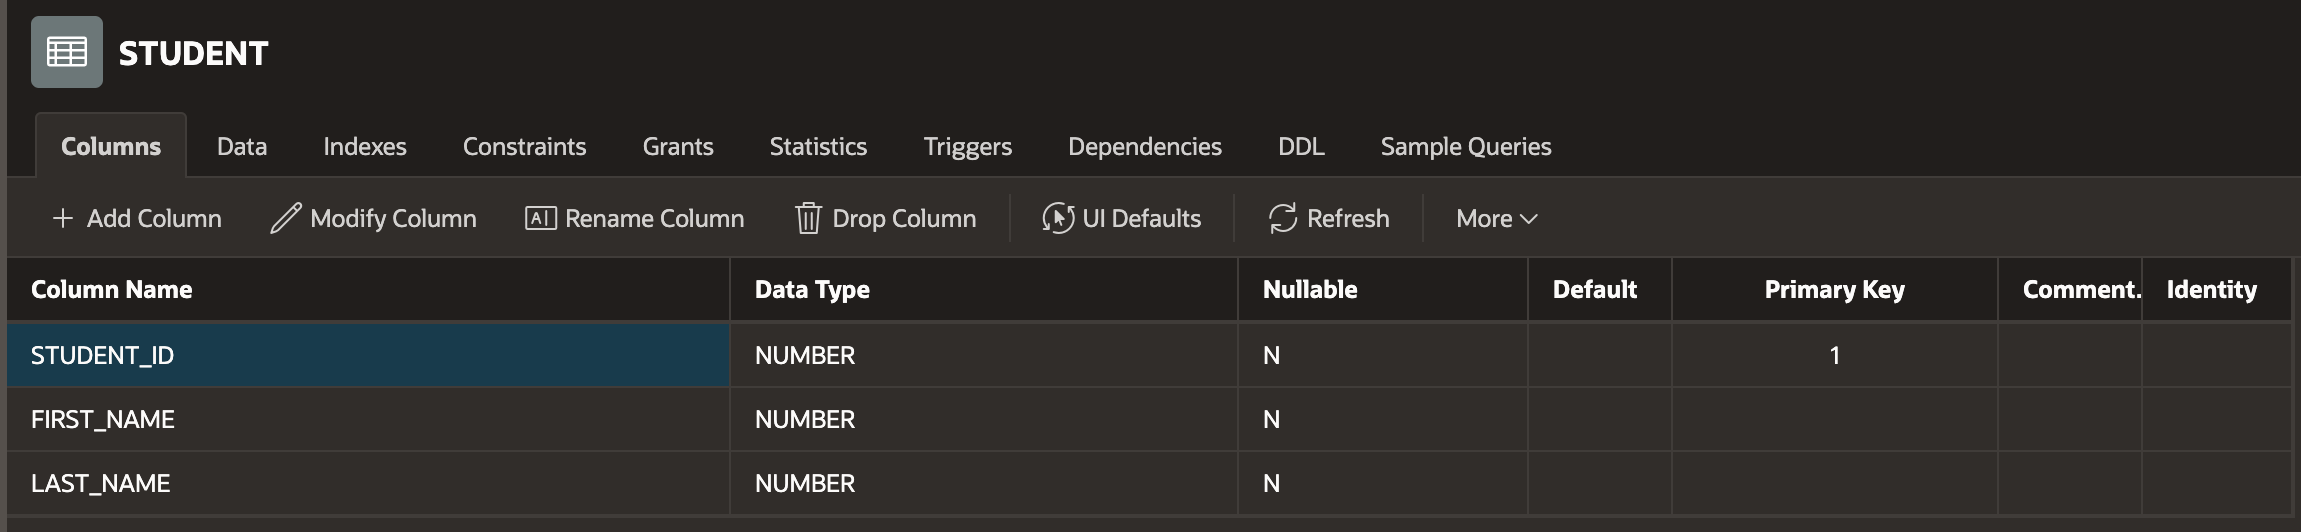 STUDENT
Columns Data Indexes Constraints Grants Statistics Triggers Dependencies DDL Sample Queries
Add Column Modify Column Rename Column Drop Column UI Defaults Refresh More
Column Name Data Type Nullable Default Primary Key Comment. Identity
STUDENT_ID NUMBER N 1
FIRST_NAME NUMBER N
LAST_NAME NUMBER N